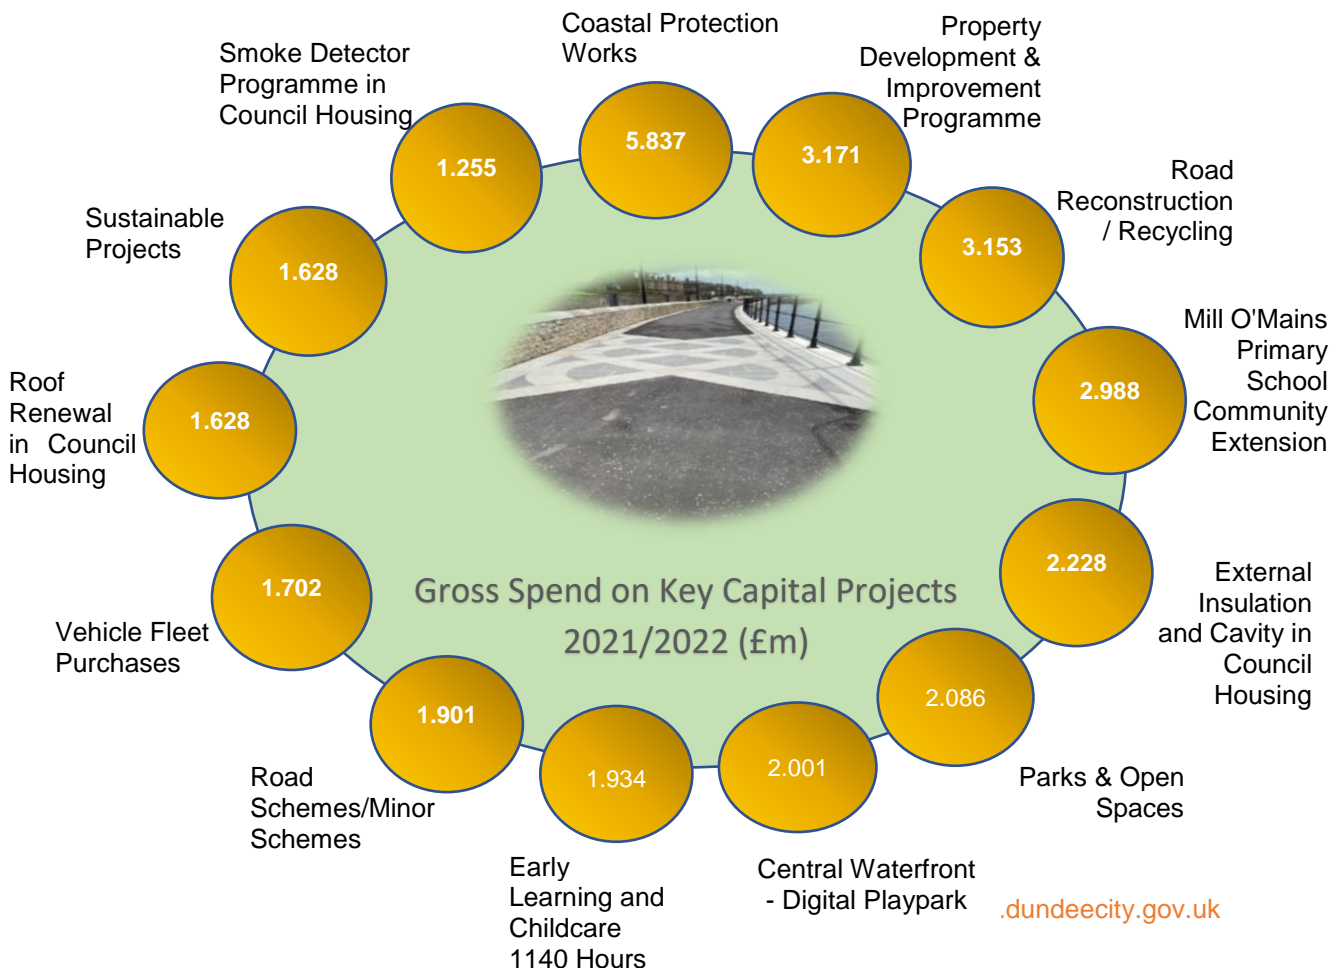 Coastal Protection
Works
5.837
Property
Development &
Improvement
Programme
3.171
Road
Reconstruction
/ Recycling
3.153
Mill O'Mains
Primary
School
Community
Extension
2.988
External
Insulation
and Cavity in
Council
Housing
2.228
Parks & Open
Spaces
2.086
Central Waterfront
- Digital Playpark
2.001
Early
Learning and
Childcare
1140 Hours
1.934
Road
Schemes/Minor
Schemes
1.901
Vehicle Fleet
Purchases
1.702
Roof
Renewal
in Council
Housing
1.628
Sustainable
Projects
1.628
Smoke Detector
Programme in
Council Housing
1.255
Gross Spend on Key Capital Projects
2021/2022 (£m)
.dundeecity.gov.uk